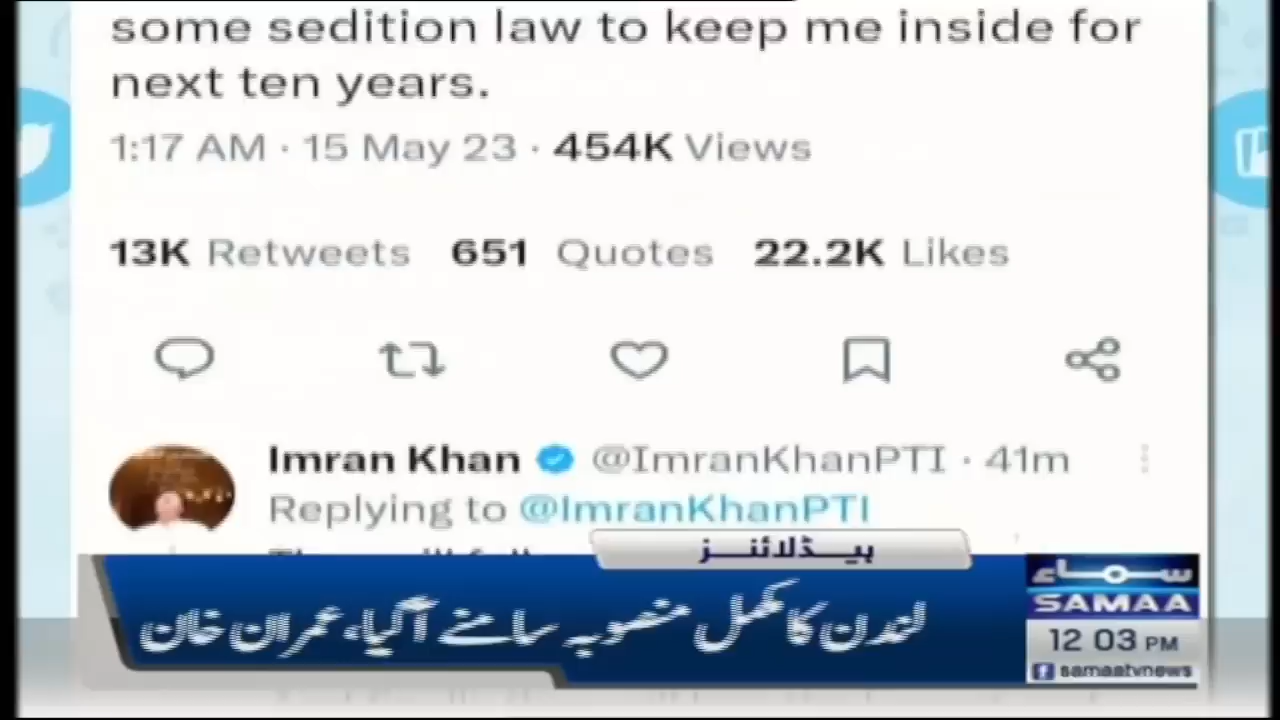 some sedition law to keep me inside for
next ten years.
1:17 AM · 15 May 23 · 454K Views
13K Retweets 651 Quotes 22.2K Likes
Imran Khan @ImranKhanPTI · 41m
Replying to @ImranKhanPTI
ہیڈلائنز
لندن کا مکمل منصوبہ سامنے آگیا، عمران خان
سماء
SAMAA
12 03 PM
samaatvnews